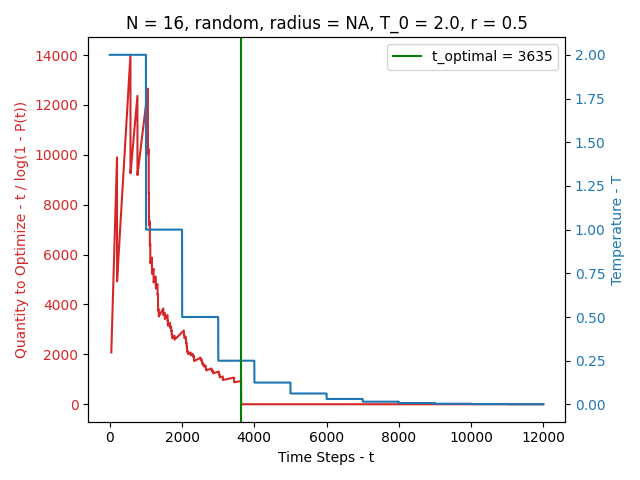 N = 16, random, radius = NA, T_0 = 2.0, r = 0.5
t_optimal = 3635
Quantity to Optimize - t / log(1 - P(t))
14000
12000
10000
8000
6000
4000
2000
0
2.00
1.75
1.50
1.25
1.00
0.75
0.50
0.25
0.00
Temperature - T
0 2000 4000 6000 8000 10000 12000
Time Steps - t